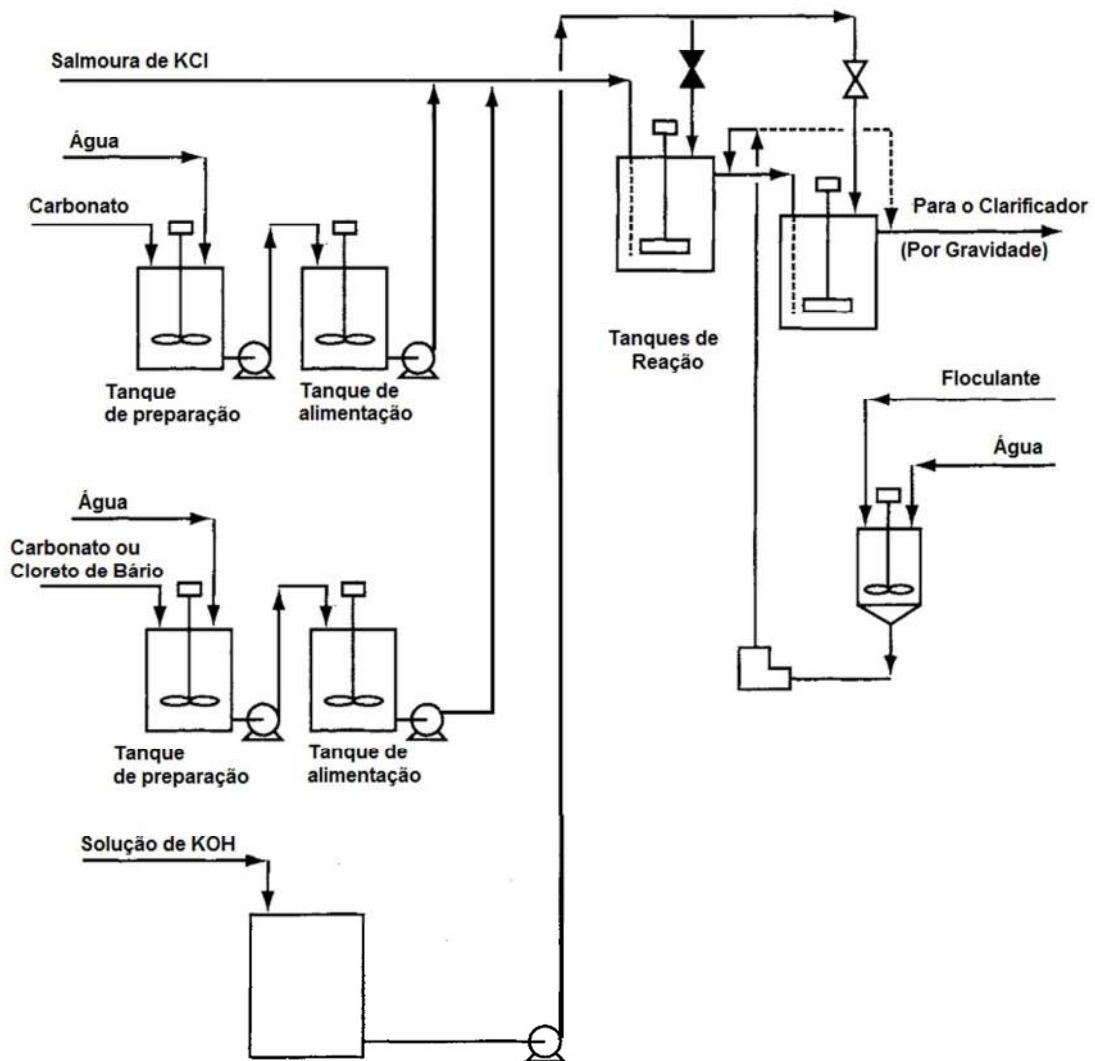 Salmoura de KCl
Água
Carbonato
Tanque
de preparação
Tanque de
alimentação
Tanques de
Reação
Para o Clarificador
(Por Gravidade)
Floculante
Água
Água
Carbonato ou
Cloreto de Bário
Tanque
de preparação
Tanque de
alimentação
Solução de KOH